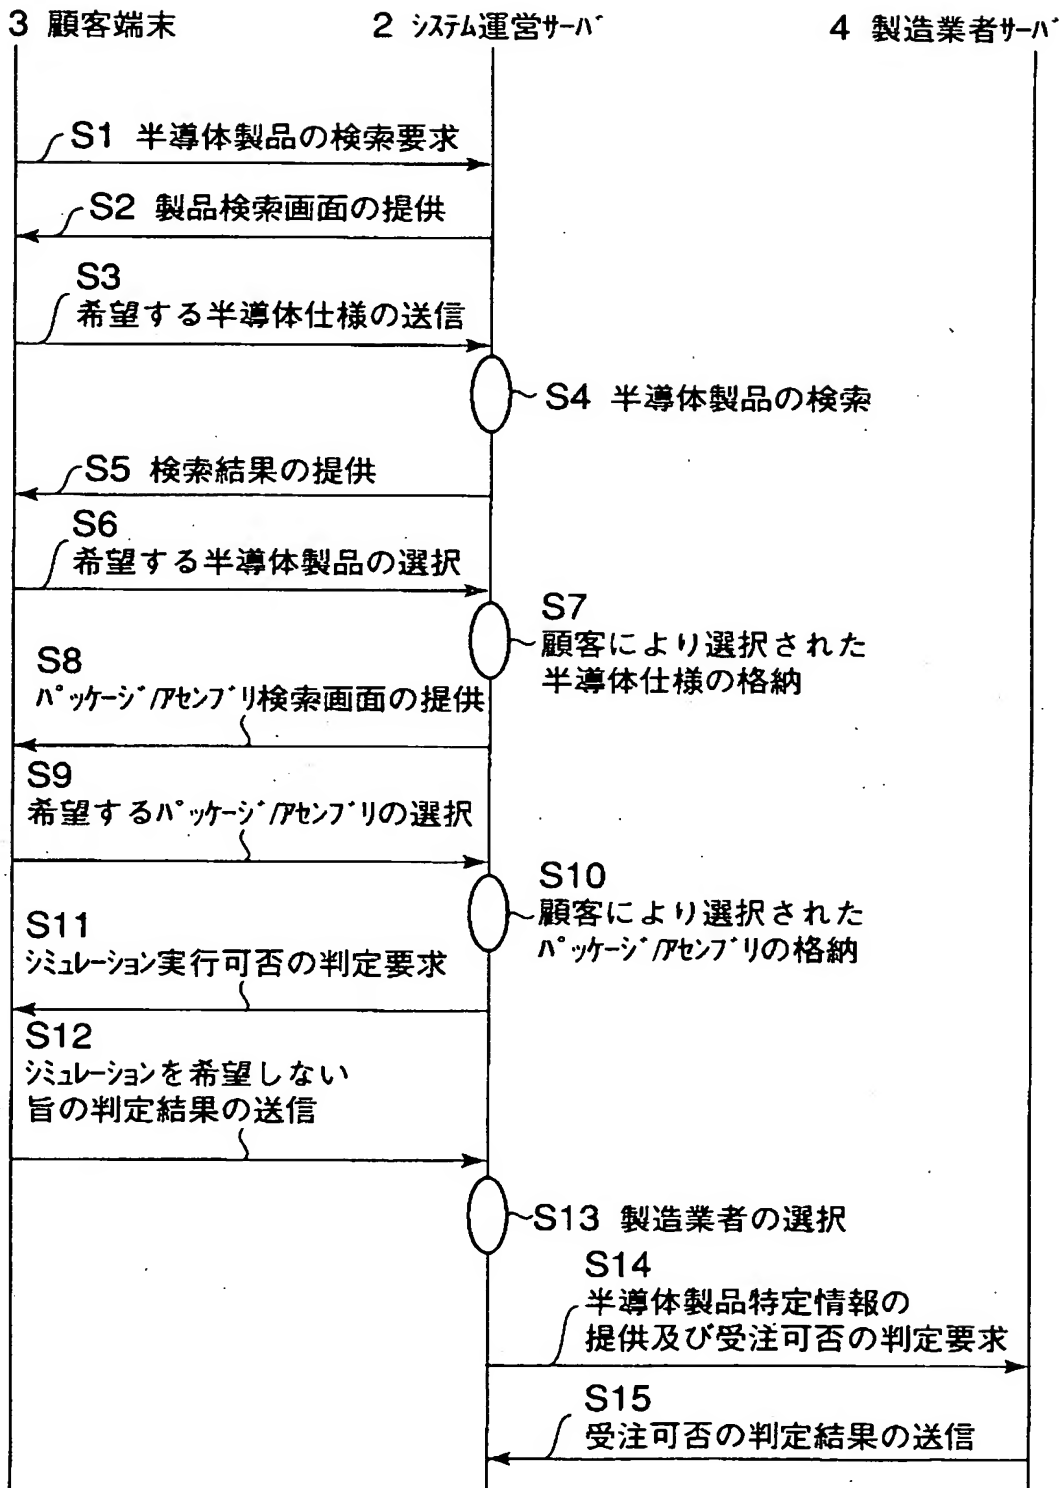 3 顧客端末
2 ｼｽﾃﾑ運営ｻｰﾊﾞ
4 製造業者ｻｰﾊﾞ
S1 半導体製品の検索要求
S2 製品検索画面の提供
S3
希望する半導体仕様の送信
S4 半導体製品の検索
S5 検索結果の提供
S6
希望する半導体製品の選択
S7
顧客により選択された
半導体仕様の格納
S8
ﾊﾟｯｹｰｼﾞ/ｱｾﾝﾌﾞﾘ検索画面の提供
S9
希望するﾊﾟｯｹｰｼﾞ/ｱｾﾝﾌﾞﾘの選択
S10
顧客により選択された
ﾊﾟｯｹｰｼﾞ/ｱｾﾝﾌﾞﾘの格納
S11
ｼﾐｭﾚｰｼｮﾝ実行可否の判定要求
S12
ｼﾐｭﾚｰｼｮﾝを希望しない
旨の判定結果の送信
S13 製造業者の選択
S14
半導体製品特定情報の
提供及び受注可否の判定要求
S15
受注可否の判定結果の送信